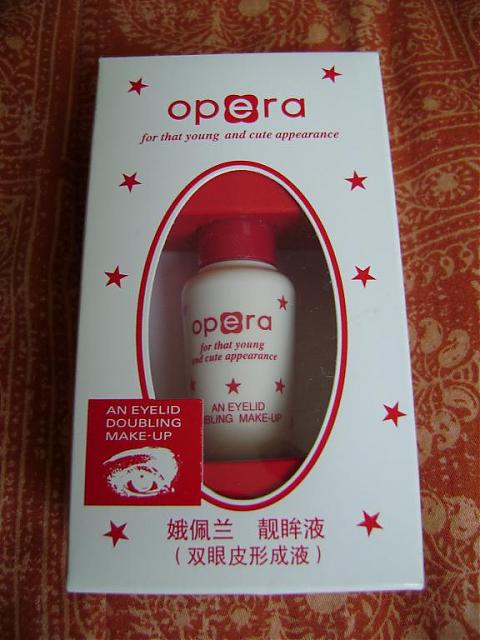 opera
for that young and cute appearance
opera
for that young
and cute appearance
AN EYELID
BLING MAKE-UP
AN EYELID
DOUBLING
MAKE-UP
娥佩兰 靓眸液
（双眼皮形成液）